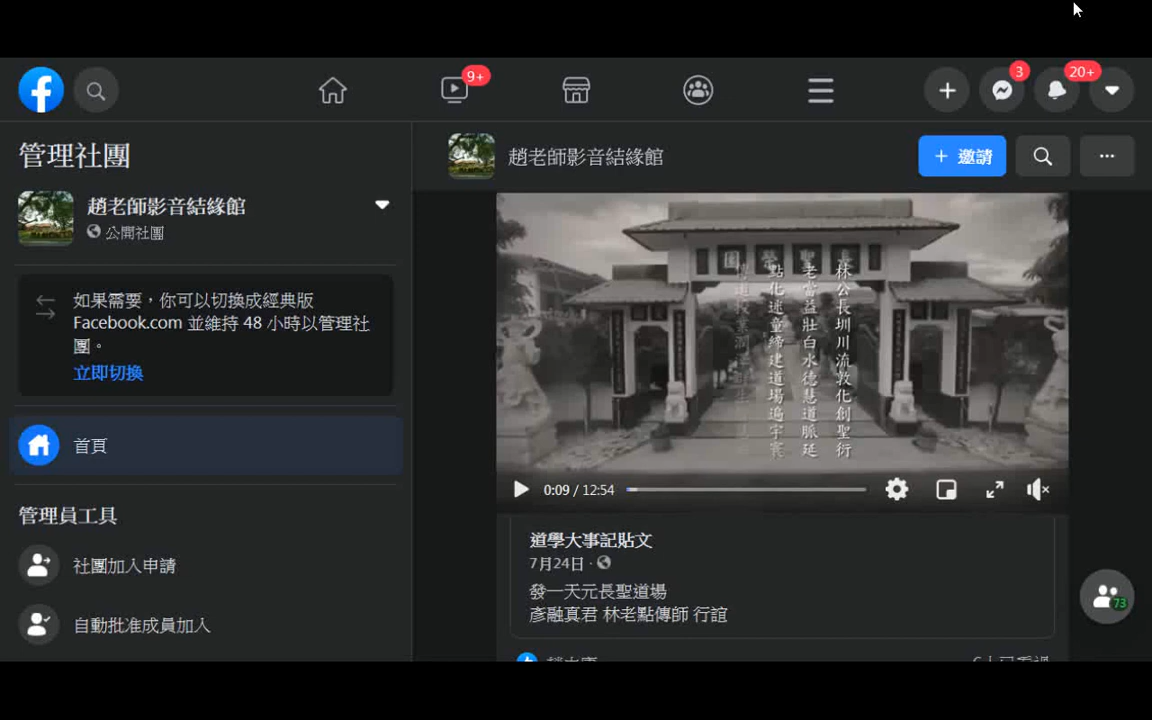 9+
3
20+
管理社團
趙老師影音結緣館
公開社團
如果需要，你可以切換成經典版
Facebook.com 並維持 48 小時以管理社
團。
立即切換
首頁
管理員工具
社團加入申請
自動批准成員加入
趙老師影音結緣館
+ 邀請
林公長圳川流敦化創聖衍
老當益壯白水德慧道脈延
點化迷童締建道場遍宇寰
0:09 / 12:54
道學大事記貼文
7月24日
發一天元長聖道場
彥融真君 林老點傳師 行誼
73